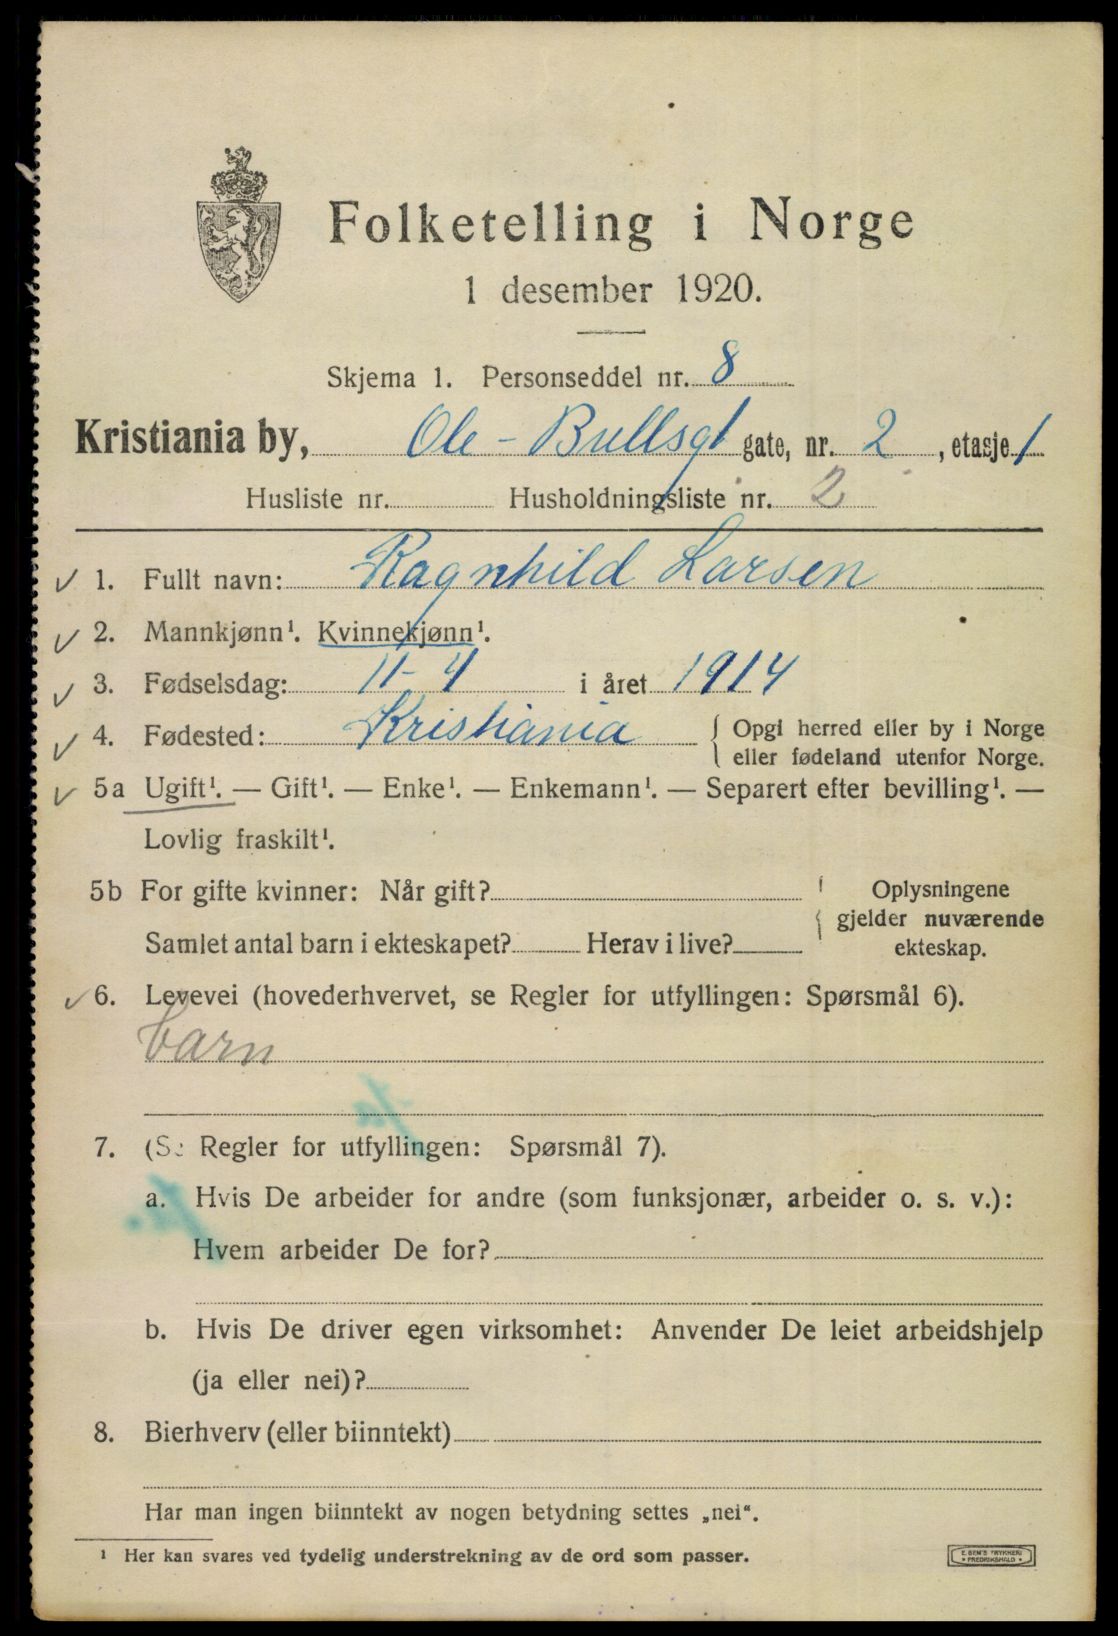 Folketelling i Norge
1 desember 1920.
Skjema 1. Personseddel nr. 8
Kristiania by, Ole-Bullsgt gate, nr. 2, etasje 1
Husliste nr. Husholdningsliste nr. 2
1. Fullt navn: Ragnhild Larsen
2. Mannkjønn¹. Kvinnekjønn¹.
3. Fødselsdag: 11-4 i året 1914
4. Fødested: Kristiania { Opgi herred eller by i Norge
eller fødeland utenfor Norge.
5a Ugift¹. — Gift¹. — Enke¹. — Enkemann¹. — Separert efter bevilling¹. —
Lovlig fraskilt¹.
5b For gifte kvinner: Når gift?
Samlet antal barn i ekteskapet? Herav i live?
Oplysningene
gjelder nuværende
ekteskap.
6. Levevei (hovederhvervet, se Regler for utfyllingen: Spørsmål 6).
barn
7. (Se Regler for utfyllingen: Spørsmål 7).
a. Hvis De arbeider for andre (som funksjonær, arbeider o. s. v.):
Hvem arbeider De for?
b. Hvis De driver egen virksomhet: Anvender De leiet arbeidshjelp
(ja eller nei)?
8. Bierhverv (eller biinntekt)
Har man ingen biinntekt av nogen betydning settes „nei“.
¹ Her kan svares ved tydelig understrekning av de ord som passer.